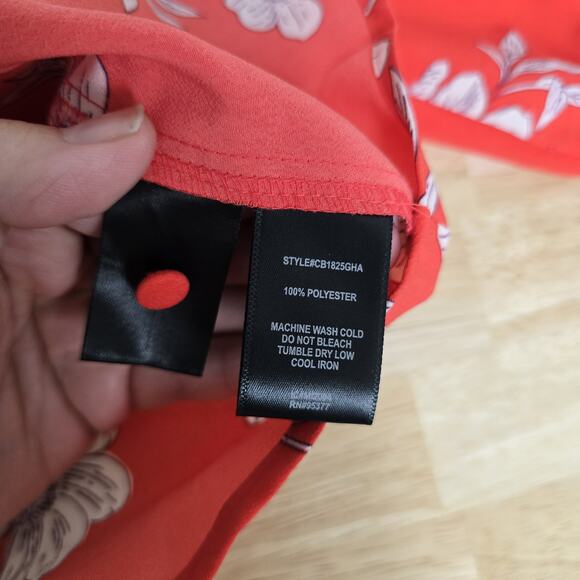 STYLE#CB1825GHA
100% POLYESTER
MACHINE WASH COLD
DO NOT BLEACH
TUMBLE DRY LOW
COOL IRON
RN#95377